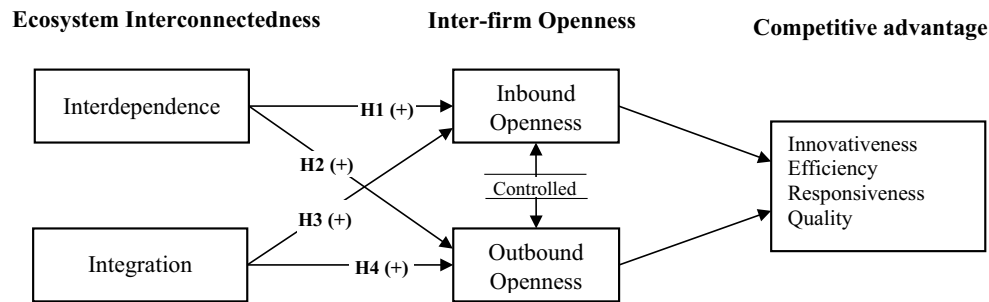 Ecosystem Interconnectedness
Inter-firm Openness
Competitive advantage
Interdependence
H1 (+)
Inbound
Openness
H2 (+)
Controlled
Innovativeness
Efficiency
Responsiveness
Quality
H3 (+)
Integration
H4 (+)
Outbound
Openness